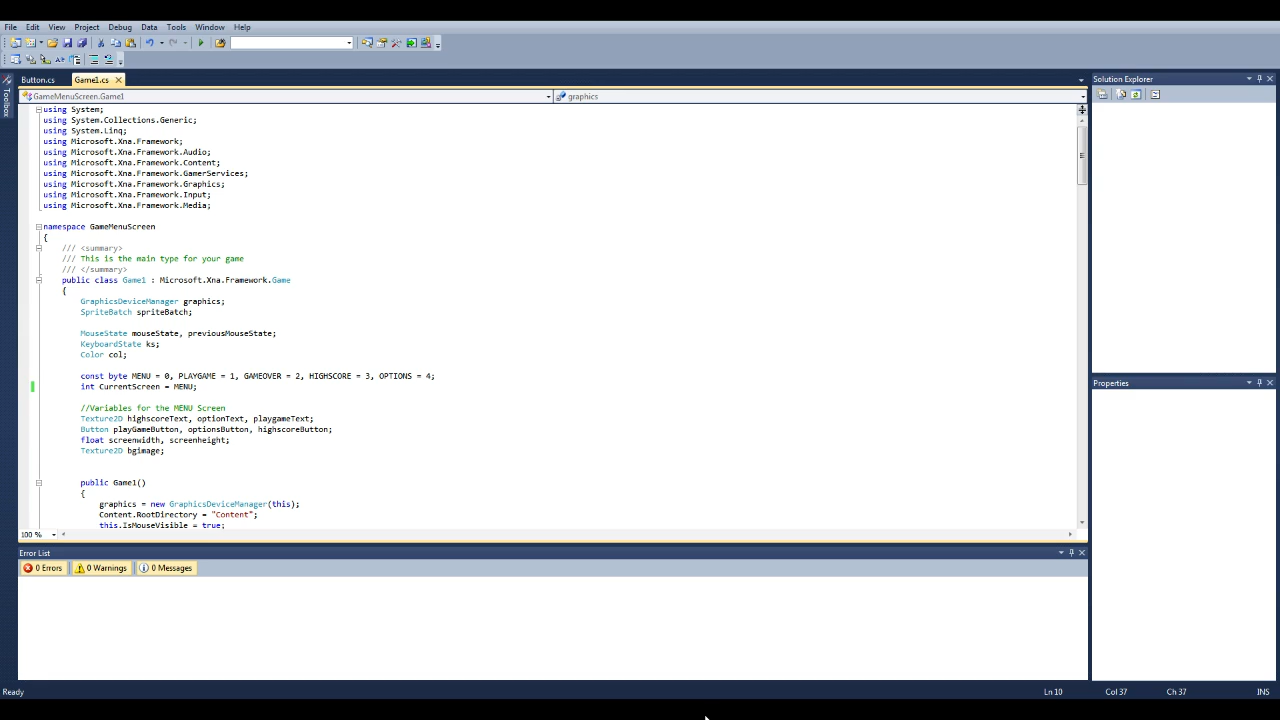 File Edit View Project Debug Data Tools Window Help
Toolbox
Button.cs Game1.cs
GameMenuScreen.Game1 graphics
using System;
using System.Collections.Generic;
using System.Linq;
using Microsoft.Xna.Framework;
using Microsoft.Xna.Framework.Audio;
using Microsoft.Xna.Framework.Content;
using Microsoft.Xna.Framework.GamerServices;
using Microsoft.Xna.Framework.Graphics;
using Microsoft.Xna.Framework.Input;
using Microsoft.Xna.Framework.Media;
namespace GameMenuScreen
{
/// <summary>
/// This is the main type for your game
/// </summary>
public class Game1 : Microsoft.Xna.Framework.Game
{
GraphicsDeviceManager graphics;
SpriteBatch spriteBatch;
MouseState mouseState, previousMouseState;
KeyboardState ks;
Color col;
const byte MENU = 0, PLAYGAME = 1, GAMEOVER = 2, HIGHSCORE = 3, OPTIONS = 4;
int CurrentScreen = MENU;
//Variables for the MENU Screen
Texture2D highscoreText, optionText, playgameText;
Button playGameButton, optionsButton, highscoreButton;
float screenwidth, screenheight;
Texture2D bgimage;
public Game1()
{
graphics = new GraphicsDeviceManager(this);
Content.RootDirectory = "Content";
this.IsMouseVisible = true;
100 %
Solution Explorer
Properties
Error List
0 Errors 0 Warnings 0 Messages
Ready Ln 10 Col 37 Ch 37 INS